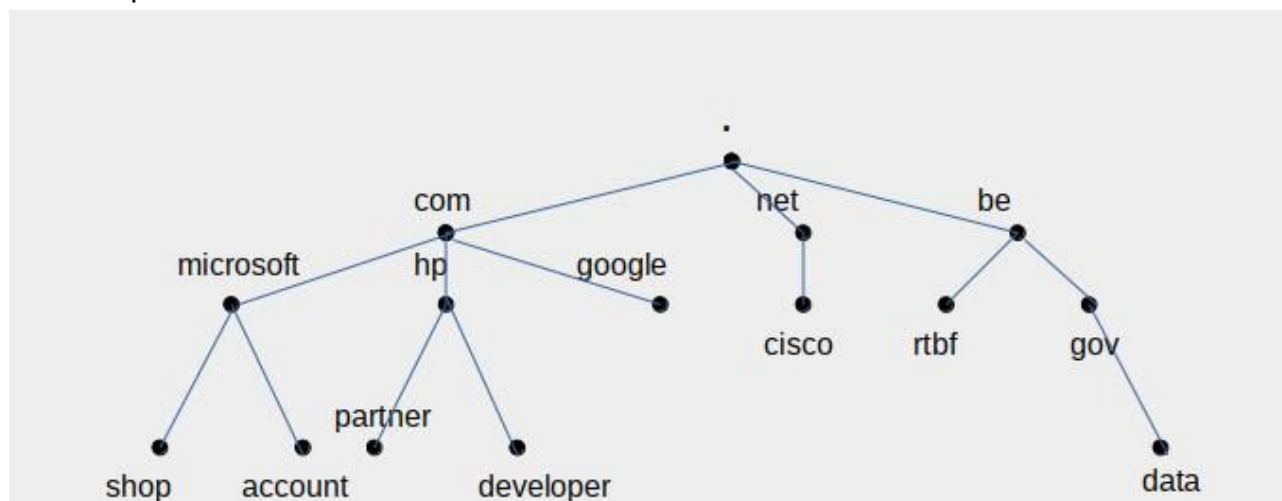 .
com net be
microsoft hp google
cisco rtbf gov
partner
shop account developer data